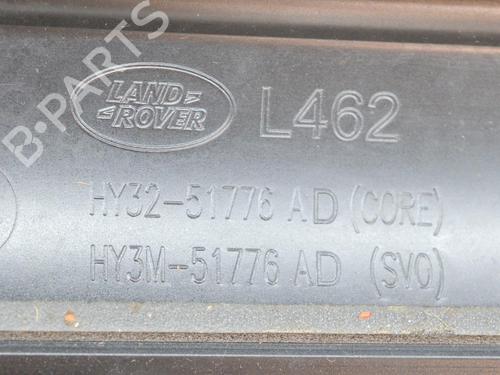 B-PARTS
LAND
ROVER
L462
HY32-51776 AD (CORE)
HY3M-51776 AD (SVO)